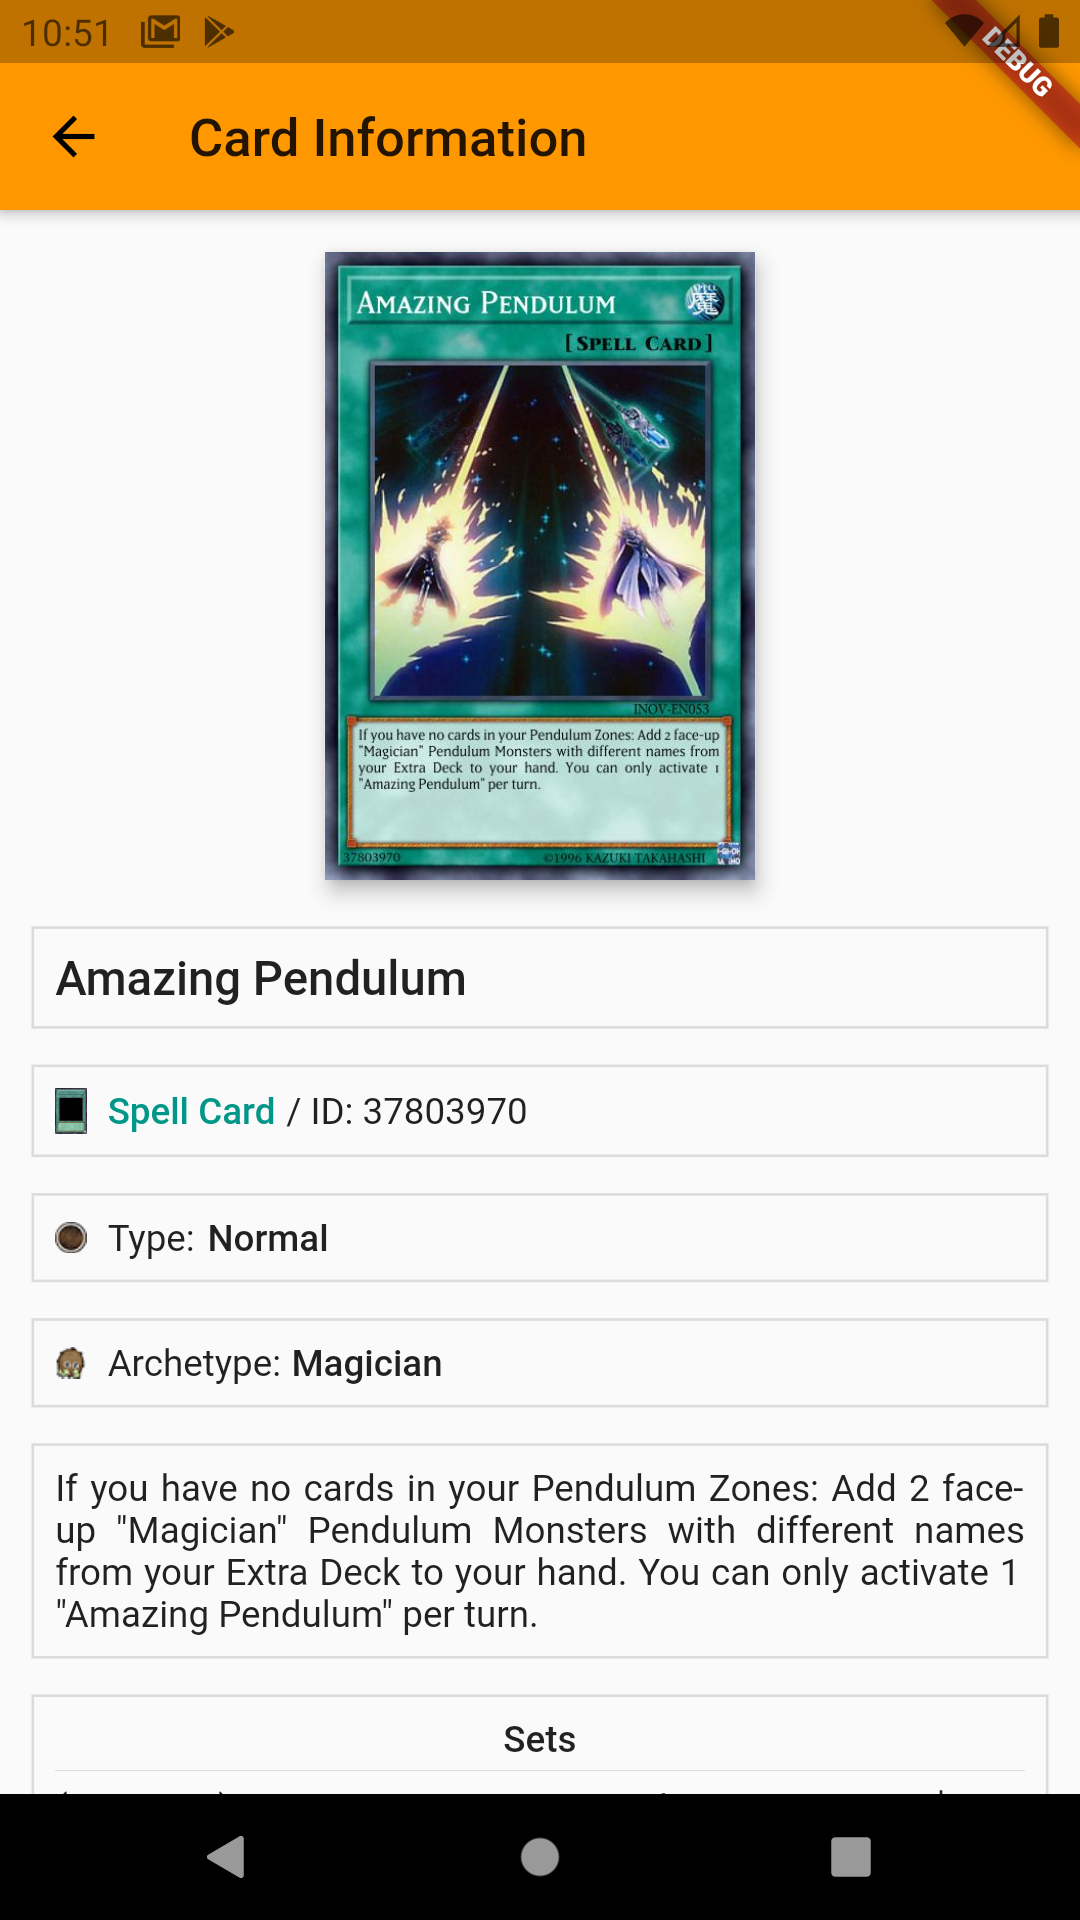 10:51
DEBUG
Card Information
AMAZING PENDULUM
SPELL
魔
[SPELL CARD]
INOV-EN053
If you have no cards in your Pendulum Zones: Add 2 face-up
"Magician" Pendulum Monsters with different names from
your Extra Deck to your hand. You can only activate 1
"Amazing Pendulum" per turn.
37803970
©1996 KAZUKI TAKAHASHI
Amazing Pendulum
Spell Card / ID: 37803970
Type: Normal
Archetype: Magician
If you have no cards in your Pendulum Zones: Add 2 face-
up "Magician" Pendulum Monsters with different names
from your Extra Deck to your hand. You can only activate 1
"Amazing Pendulum" per turn.
Sets